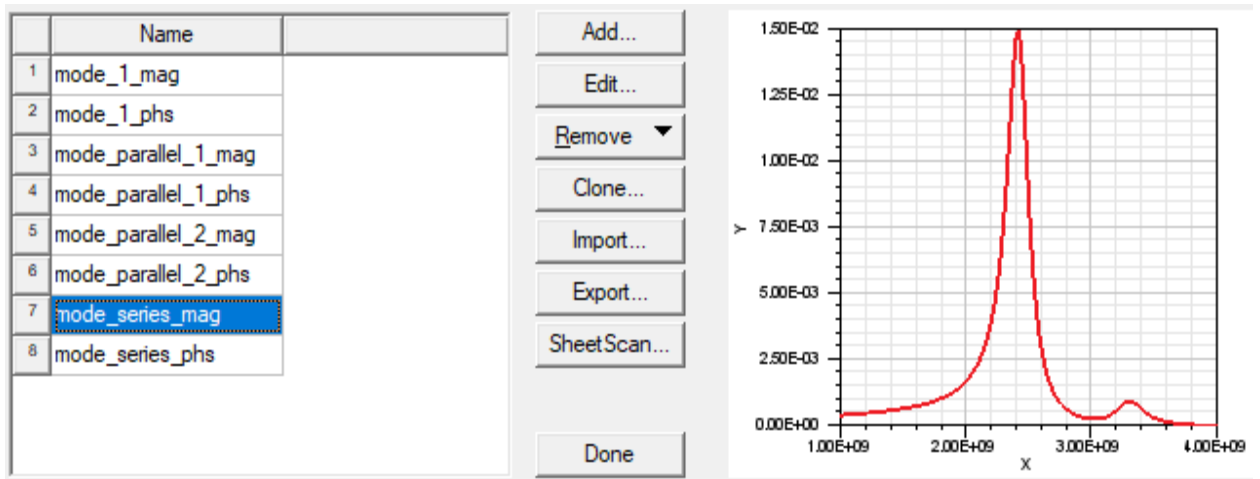 Name
1 mode_1_mag
2 mode_1_phs
3 mode_parallel_1_mag
4 mode_parallel_1_phs
5 mode_parallel_2_mag
6 mode_parallel_2_phs
7 mode_series_mag
8 mode_series_phs
Add...
Edit...
Remove
Clone...
Import...
Export...
SheetScan...
Done
1.50E-02
1.25E-02
1.00E-02
7.50E-03
5.00E-03
2.50E-03
0.00E+00
Y
1.00E+09 2.00E+09 3.00E+09 4.00E+09
X